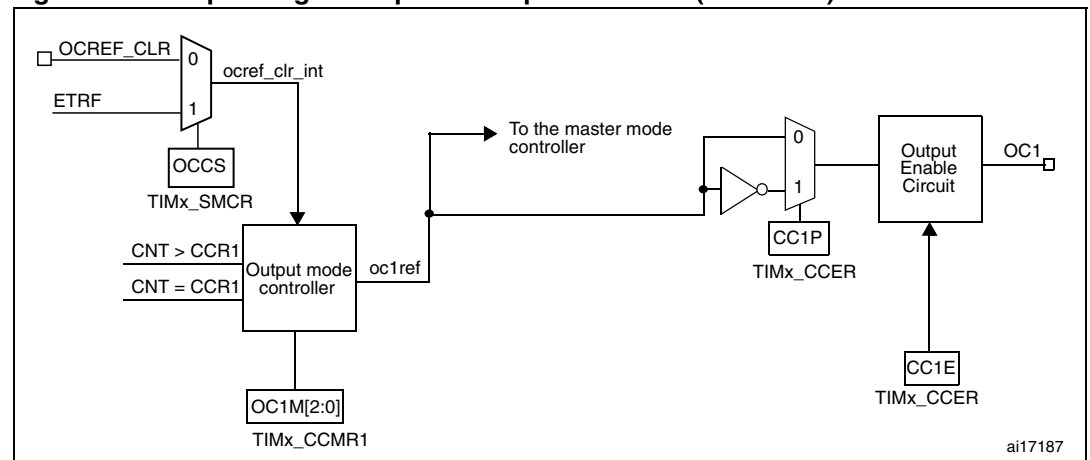 OCREF_CLR
0
ocref_clr_int
ETRF
1
To the master mode
controller
0
Output
Enable
Circuit
OC1
OCCS
1
TIMx_SMCR
CC1P
CNT > CCR1
Output mode
controller
oc1ref
TIMx_CCER
CNT = CCR1
CC1E
TIMx_CCER
OC1M[2:0]
TIMx_CCMR1
ai17187